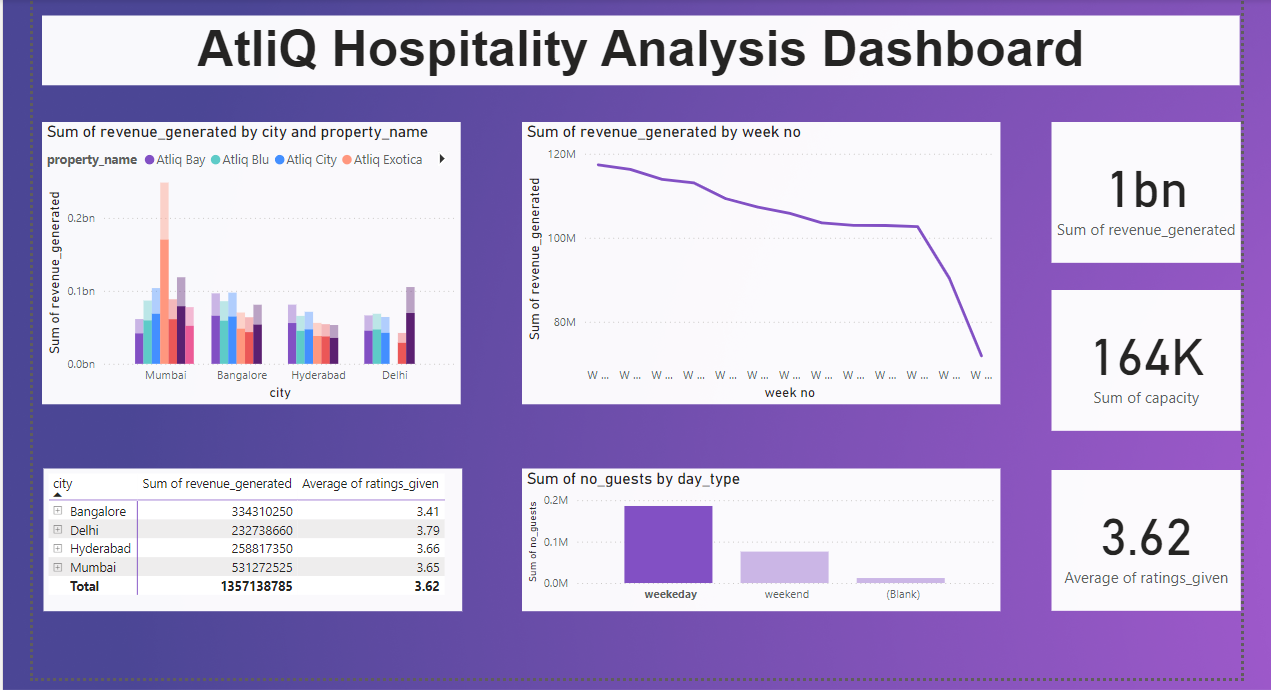 AtliQ Hospitality Analysis Dashboard
Sum of revenue_generated by city and property_name
property_name Atliq Bay Atliq Blu Atliq City Atliq Exotica
Sum of revenue_generated
0.2bn
0.1bn
0.0bn
Mumbai Bangalore Hyderabad Delhi
city
Sum of revenue_generated by week no
Sum of revenue_generated
120M
100M
80M
W ... W ... W ... W ... W ... W ... W ... W ... W ... W ... W ... W ... W ...
week no
1bn
Sum of revenue_generated
164K
Sum of capacity
city Sum of revenue_generated Average of ratings_given
Bangalore 334310250 3.41
Delhi 232738660 3.79
Hyderabad 258817350 3.66
Mumbai 531272525 3.65
Total 1357138785 3.62
Sum of no_guests by day_type
Sum of no_guests
0.2M
0.1M
0.0M
weekeday weekend (Blank)
3.62
Average of ratings_given